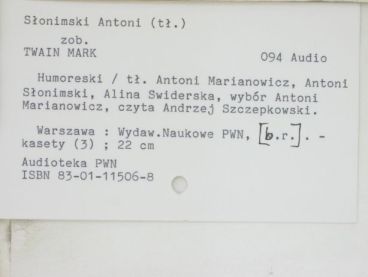 Słonimski Antoni (tł.)
zob.
TWAIN MARK 094 Audio
Humoreski / tł. Antoni Marianowicz, Antoni
Słonimski, Alina Swiderska, wybór Antoni
Marianowicz, czyta Andrzej Szczepkowski.
Warszawa : Wydaw.Naukowe PWN, [b.r.]. -
kasety (3) ; 22 cm
Audioteka PWN
ISBN 83-01-11506-8